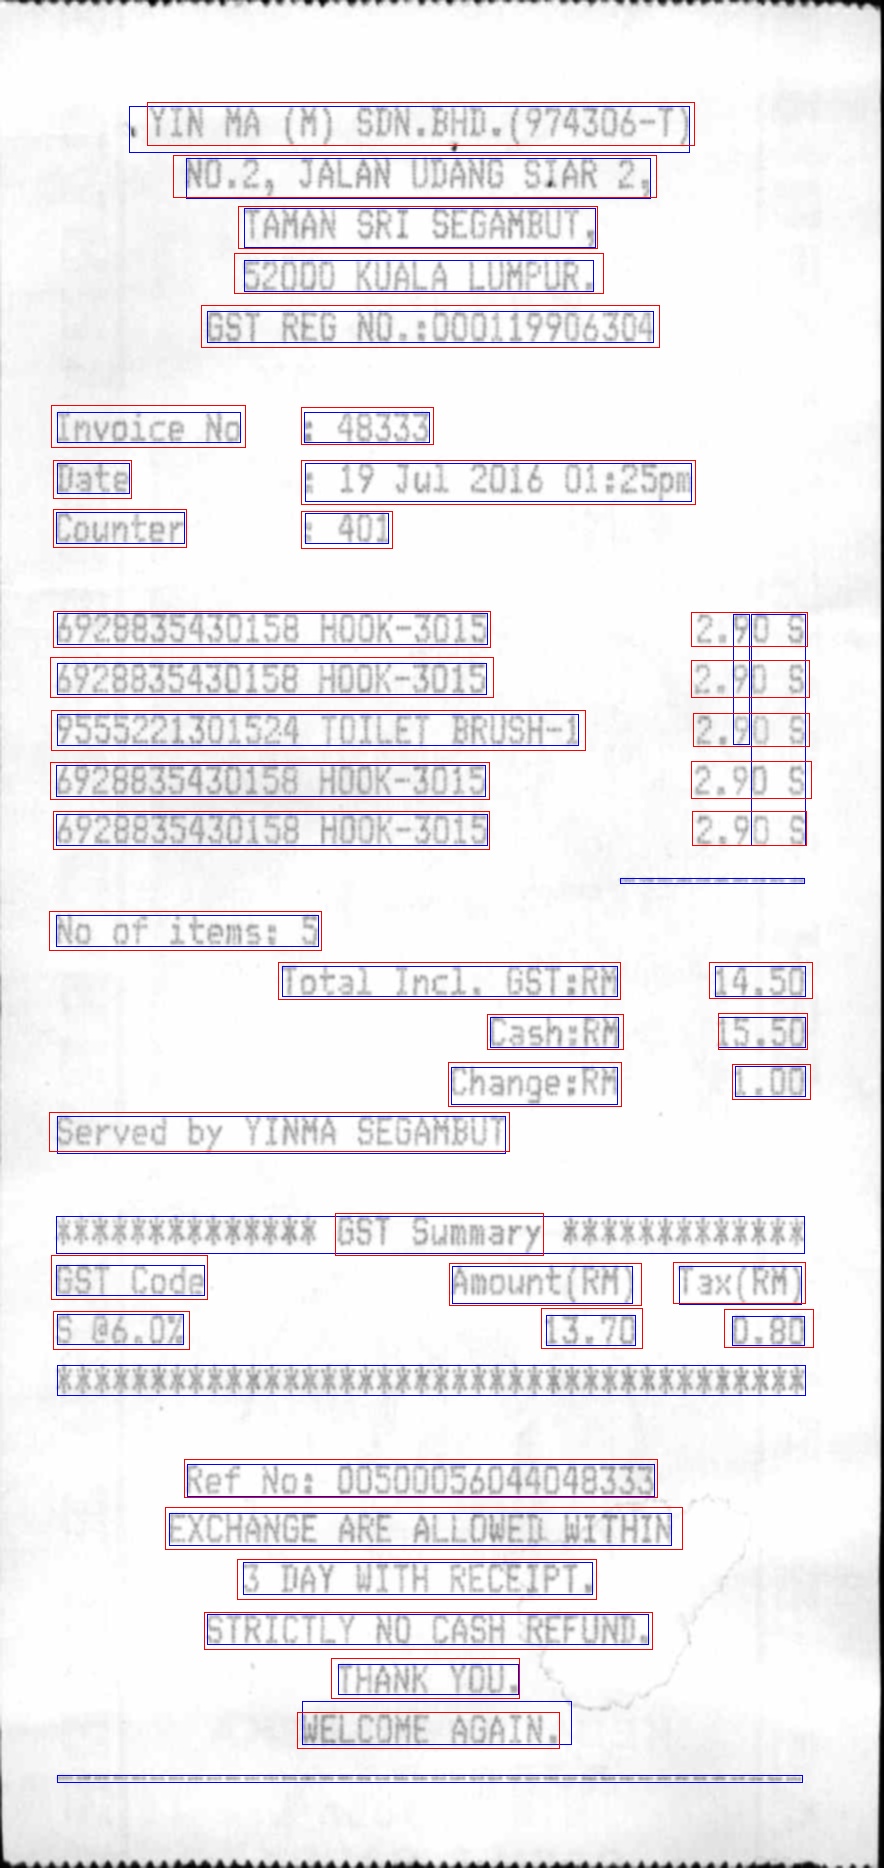 YIN MA (M) SDN.BHD.(974306-T)
NO.2, JALAN UDANG SIAR 2,
TAMAN SRI SEGAMBUT,
52000 KUALA LUMPUR.
GST REG NO.:000119906304
Invoice No : 48333
Date : 19 Jul 2016 01:25pm
Counter : 401
6928835430158 HOOK-3015 2.90 S
6928835430158 HOOK-3015 2.90 S
9555221301524 TOILET BRUSH-1 2.90 S
6928835430158 HOOK-3015 2.90 S
6928835430158 HOOK-3015 2.90 S
----------
No of items: 5
Total Incl. GST:RM 14.50
Cash:RM 15.50
Change:RM 1.00
Served by YINMA SEGAMBUT
************** GST Summary *************
GST Code Amount(RM) Tax(RM)
S @6.0% 13.70 0.80
****************************************
Ref No: 00500056044048333
EXCHANGE ARE ALLOWED WITHIN
3 DAY WITH RECEIPT.
STRICTLY NO CASH REFUND.
THANK YOU.
WELCOME AGAIN.
----------------------------------------